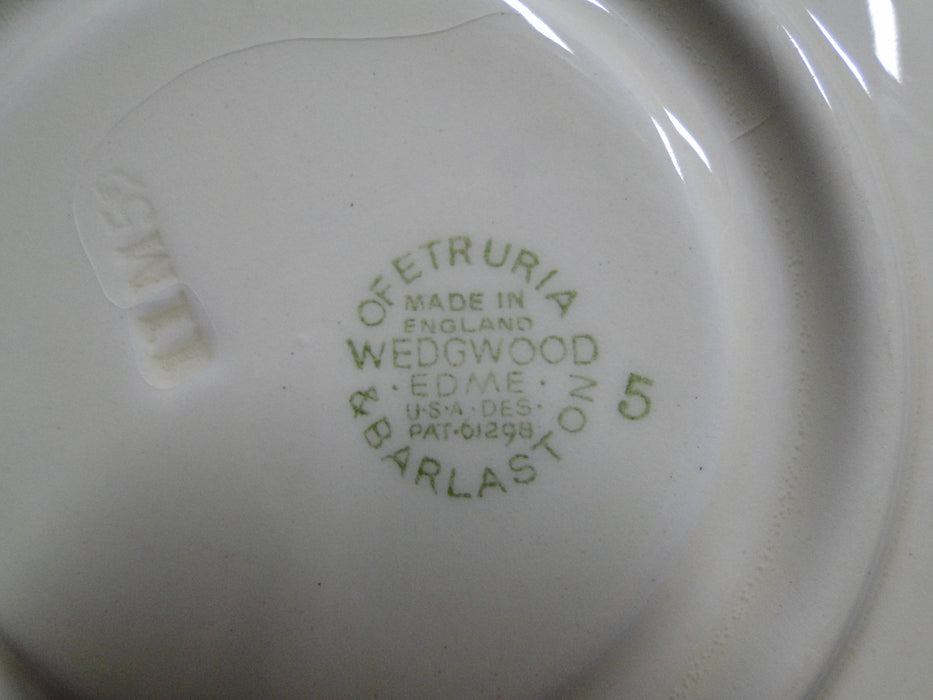 OF ETRURIA
MADE IN
ENGLAND
WEDGWOOD
·EDME·
U·S·A·DES·
PAT·61298
& BARLASTON
5